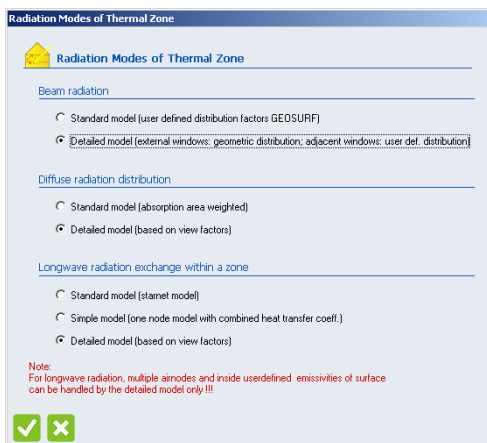 Radiation Modes of Thermal Zone
Radiation Modes of Thermal Zone
Beam radiation
Standard model (user defined distribution factors GEOSURF)
Detailed model (external windows: geometric distribution; adjacent windows: user def. distribution)
Diffuse radiation distribution
Standard model (absorption area weighted)
Detailed model (based on view factors)
Longwave radiation exchange within a zone
Standard model (starnet model)
Simple model (one node model with combined heat transfer coeff.)
Detailed model (based on view factors)
Note:
For longwave radiation, multiple airnodes and inside userdefined emissivities of surface
can be handled by the detailed model only !!!